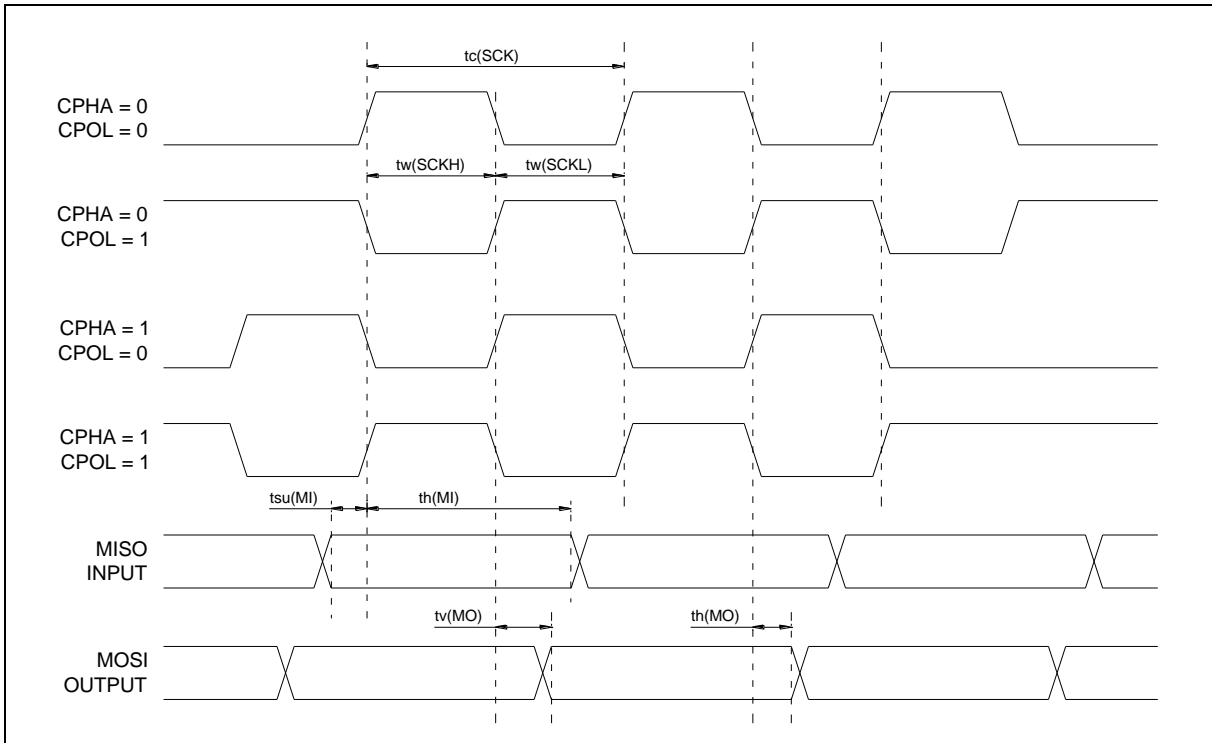 tc(SCK)
CPHA = 0
CPOL = 0
tw(SCKH)
tw(SCKL)
CPHA = 0
CPOL = 1
CPHA = 1
CPOL = 0
CPHA = 1
CPOL = 1
tsu(MI)
th(MI)
MISO
INPUT
tv(MO)
th(MO)
MOSI
OUTPUT